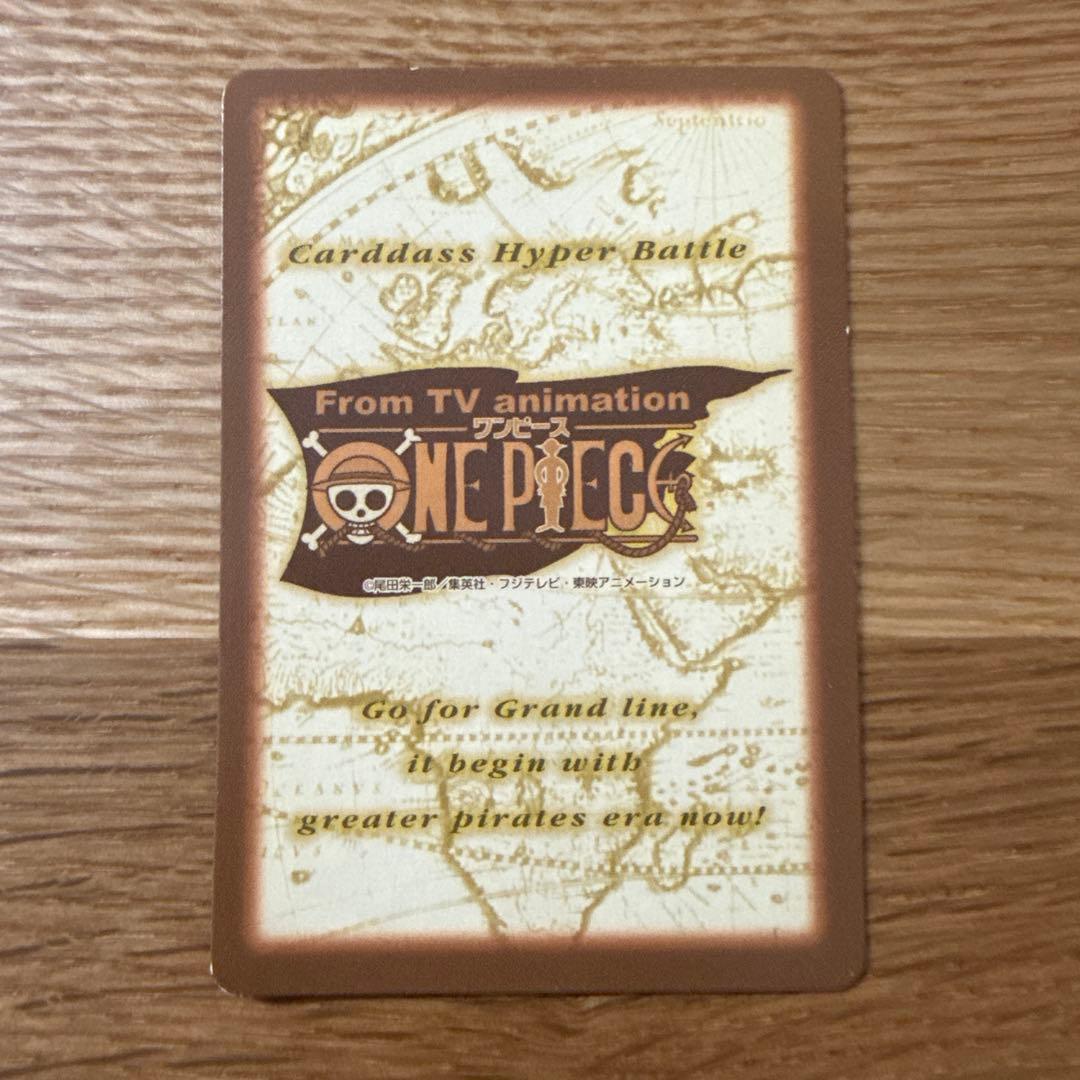 Septentrio
Carddass Hyper Battle
From TV animation
ワンピース
ONE PIECE
©尾田栄一郎／集英社・フジテレビ・東映アニメーション
Go for Grand line,
it begin with
greater pirates era now!